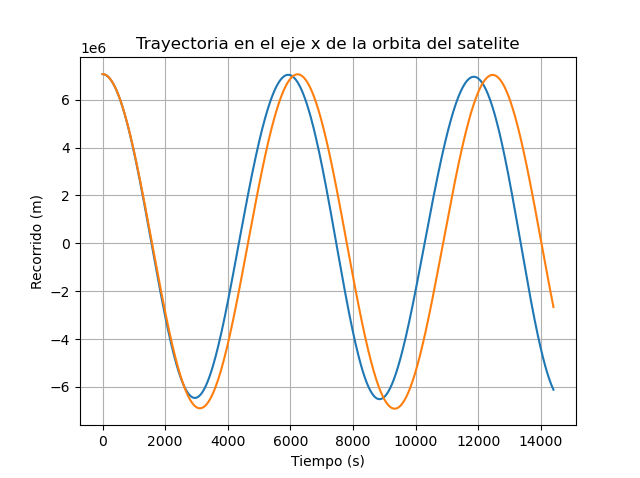 Trayectoria en el eje x de la orbita del satelite
1e6
6
4
2
0
−2
−4
−6
Recorrido (m)
0 2000 4000 6000 8000 10000 12000 14000
Tiempo (s)